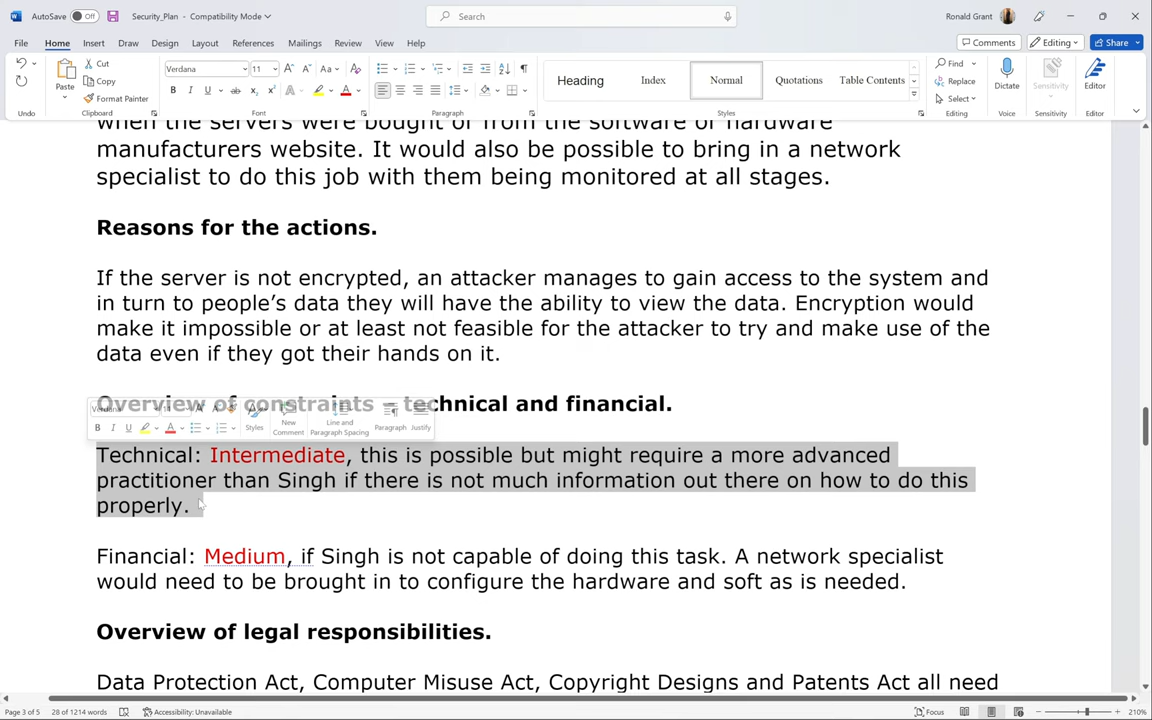 AutoSave Off Security_Plan - Compatibility Mode Search Ronald Grant
File Home Insert Draw Design Layout References Mailings Review View Help Comments Editing Share
Paste Cut Copy Format Painter Verdana 11 Heading Index Normal Quotations Table Contents Find Replace Select Dictate Sensitivity Editor
Undo Clipboard Font Paragraph Styles Editing Voice Sensitivity Editor
when the servers were bought or from the software or hardware
manufacturers website. It would also be possible to bring in a network
specialist to do this job with them being monitored at all stages.
Reasons for the actions.
If the server is not encrypted, an attacker manages to gain access to the system and
in turn to people's data they will have the ability to view the data. Encryption would
make it impossible or at least not feasible for the attacker to try and make use of the
data even if they got their hands on it.
Overview of constraints – technical and financial.
Verdana 11
B I U Styles New Comment Line and Paragraph Spacing Paragraph Justify
Technical: Intermediate, this is possible but might require a more advanced
practitioner than Singh if there is not much information out there on how to do this
properly.
Financial: Medium, if Singh is not capable of doing this task. A network specialist
would need to be brought in to configure the hardware and soft as is needed.
Overview of legal responsibilities.
Data Protection Act, Computer Misuse Act, Copyright Designs and Patents Act all need
Page 3 of 5 28 of 1214 words Accessibility: Unavailable Focus 210%